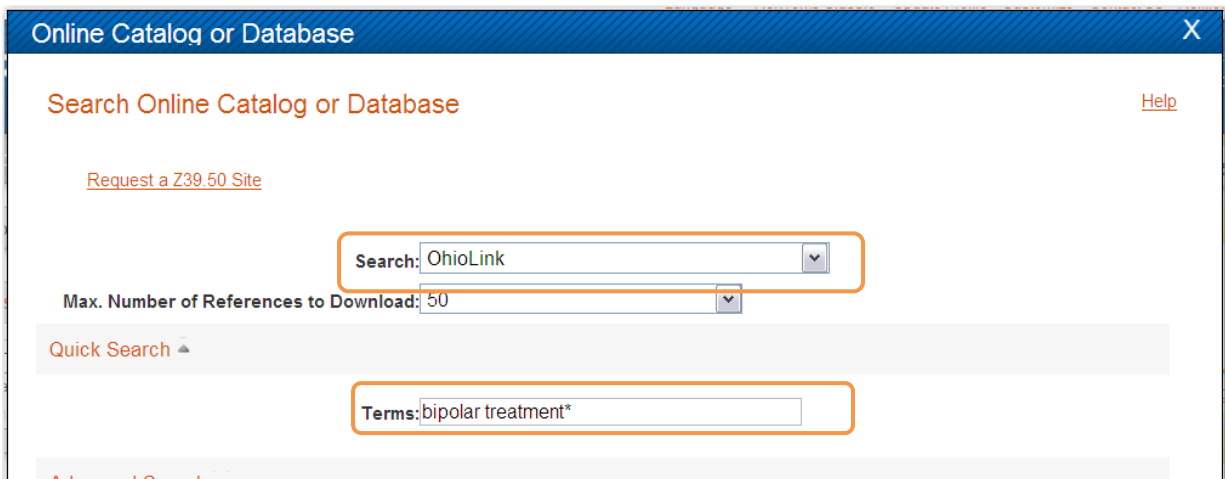 Online Catalog or Database X
Search Online Catalog or Database Help
Request a Z39.50 Site
Search: OhioLink
Max. Number of References to Download: 50
Quick Search
Terms: bipolar treatment*